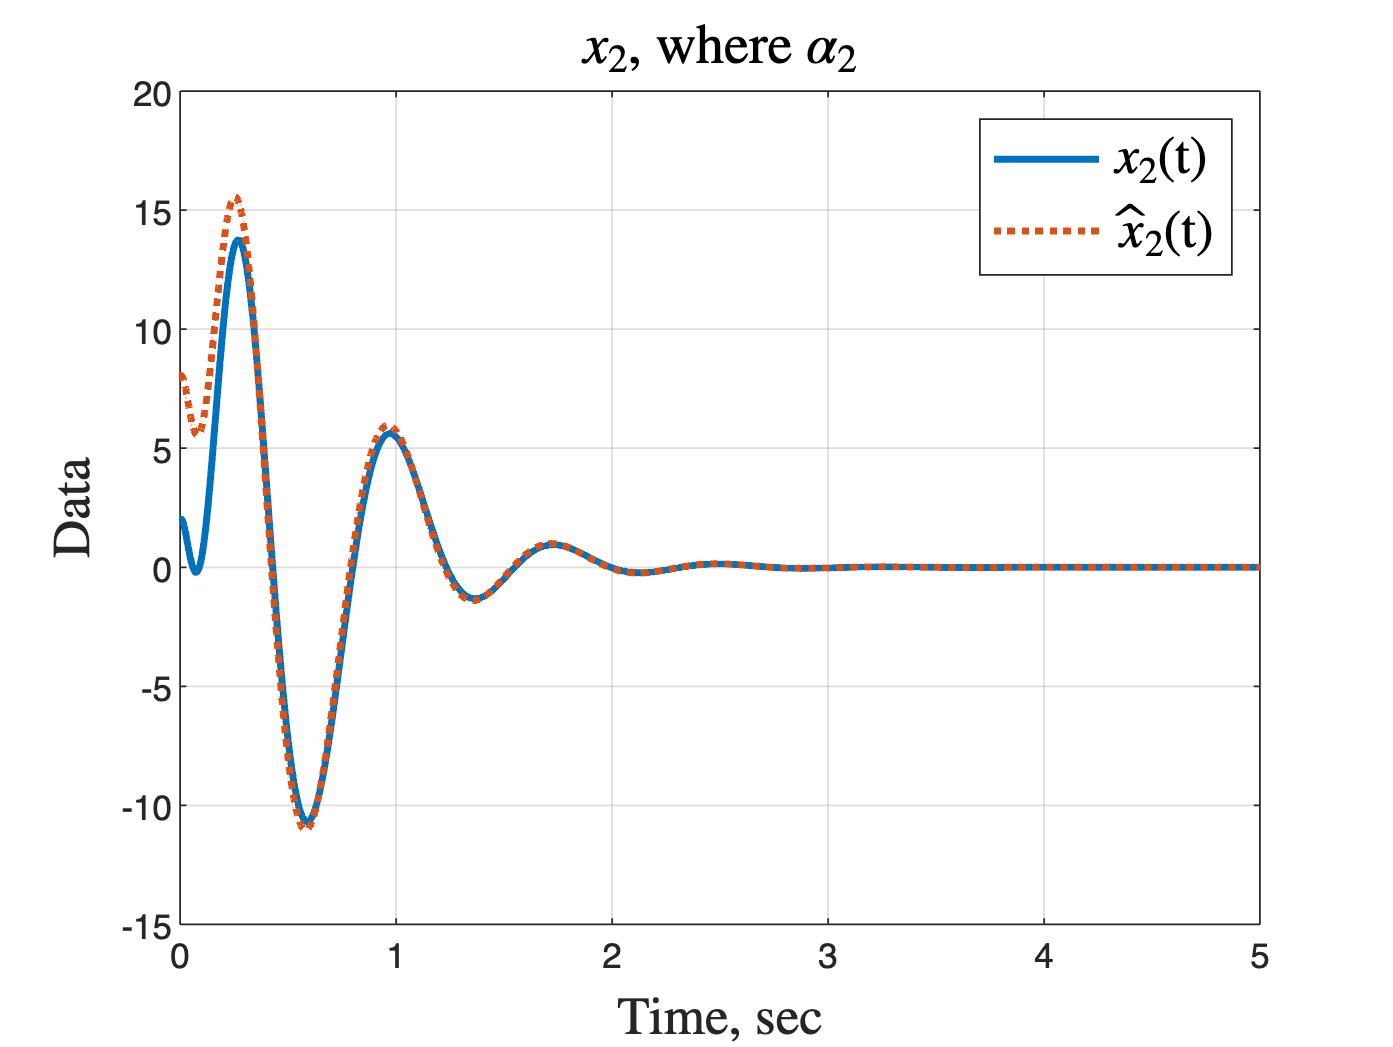 x₂, where α₂
20
15
10
5
0
-5
-10
-15
Data
0 1 2 3 4 5
Time, sec
x₂(t)
x̂₂(t)